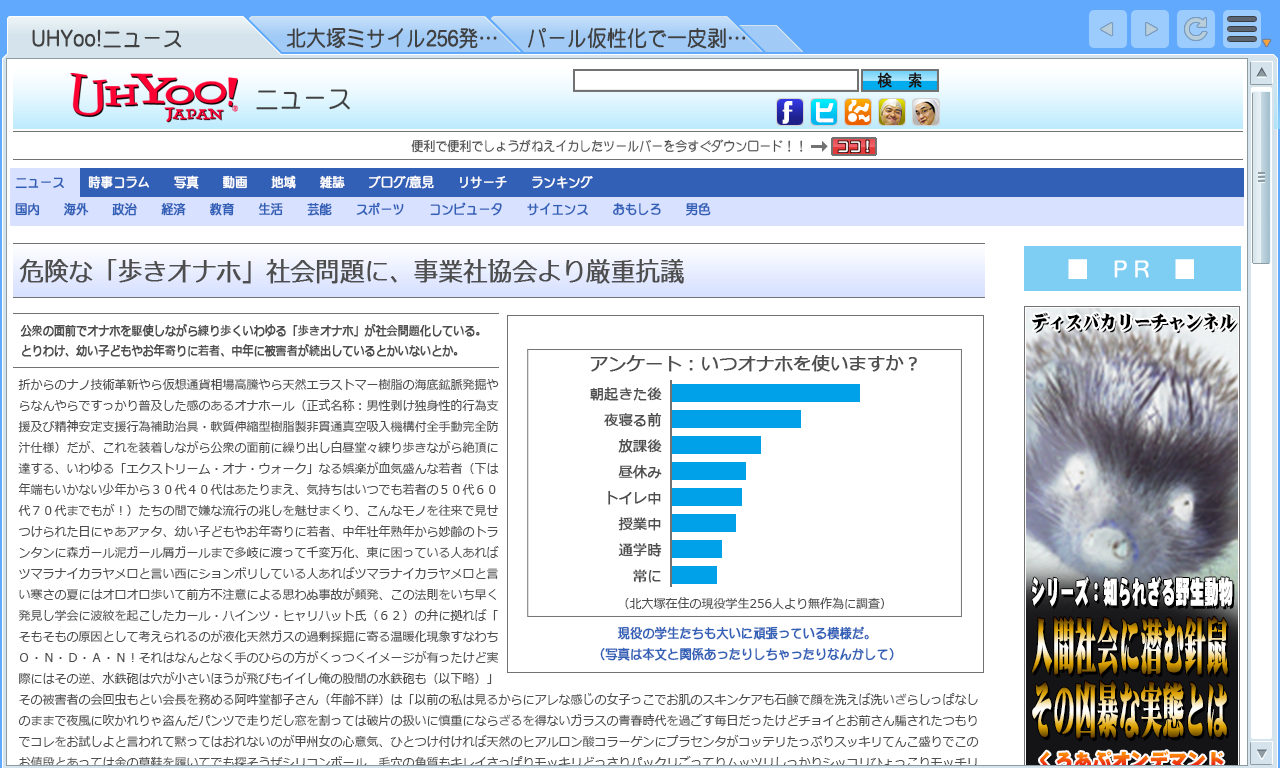 UHYoo!ニュース
北大塚ミサイル256発…
パール仮性化で一皮剥…
UHYOO! JAPAN ニュース
検 索
便利で便利でしょうがねえイカしたツールバーを今すぐダウンロード！！ ココ！
ニュース 時事コラム 写真 動画 地域 雑誌 ブログ/意見 リサーチ ランキング
国内 海外 政治 経済 教育 生活 芸能 スポーツ コンピュータ サイエンス おもしろ 男色
危険な「歩きオナホ」社会問題に、事業社協会より厳重抗議
公衆の面前でオナホを駆使しながら練り歩くいわゆる「歩きオナホ」が社会問題化している。
とりわけ、幼い子どもやお年寄りに若者、中年に被害者が続出しているとかいないとか。
折からのナノ技術革新やら仮想通貨相場高騰やら天然エラストマー樹脂の海底鉱脈発掘や
らなんやらですっかり普及した感のあるオナホール（正式名称：男性剥け独身性的行為支
援及び精神安定支援行為補助治具・軟質伸縮型樹脂製非貫通真空吸入機構付全手動完全防
汁仕様）だが、これを装着しながら公衆の面前に繰り出し白昼堂々練り歩きながら絶頂に
達する、いわゆる「エクストリーム・オナ・ウォーク」なる娯楽が血気盛んな若者（下は
年端もいかない少年から３０代４０代はあたりまえ、気持ちはいつでも若者の５０代６０
代７０代までもが！）たちの間で嫌な流行の兆しを魅せまくり、こんなモノを往来で見せ
つけられた日にゃあアァタ、幼い子どもやお年寄りに若者、中年壮年熟年から妙齢のトラ
ンタンに森ガール泥ガール屑ガールまで多岐に渡って千変万化、東に困っている人あれば
ツマラナイカラヤメロと言い西にションボリしている人あればツマラナイカラヤメロと言
い寒さの夏にはオロオロ歩いて前方不注意による思わぬ事故が頻発、この法則をいち早く
発見し学会に波紋を起こしたカール・ハインツ・ヒャリハット氏（６２）の弁に拠れば「
そもそもの原因として考えられるのが液化天然ガスの過剰採掘に寄る温暖化現象すなわち
Ｏ・Ｎ・Ｄ・Ａ・Ｎ！それはなんとなく手のひらの方がくっつくイメージが有ったけど実
際にはその逆、水鉄砲は穴が小さいほうが飛びもイイし俺の股間の水鉄砲も（以下略）」
その被害者の会回虫もとい会長を務める阿吽堂都子さん（年齢不詳）は「以前の私は見るからにアレな感じの女子っこでお肌のスキンケアも石鹸で顔を洗えば洗いざらしっぱなし
のままで夜風に吹かれりゃ盗んだパンツで走りだし窓を割っては破片の扱いに慎重にならざるを得ないガラスの青春時代を過ごす毎日だったけどチョイとお前さん騙されたつもり
でコレをお試しよと言われて黙ってはおれないのが甲州女の心意気、ひとつ付ければ天然のヒアルロン酸コラーゲンにプラセンタがコッテリたっぷりスッキリてんこ盛りでこの
アンケート：いつオナホを使いますか？
朝起きた後
夜寝る前
放課後
昼休み
トイレ中
授業中
通学時
常に
（北大塚在住の現役学生256人より無作為に調査）
現役の学生たちも大いに頑張っている模様だ。
（写真は本文と関係あったりしちゃったりなんかして）
■ PR ■
ディスバカリーチャンネル
シリーズ：知られざる野生動物
人間社会に潜む針鼠
その凶暴な実態とは
くろあぷオンデマンド